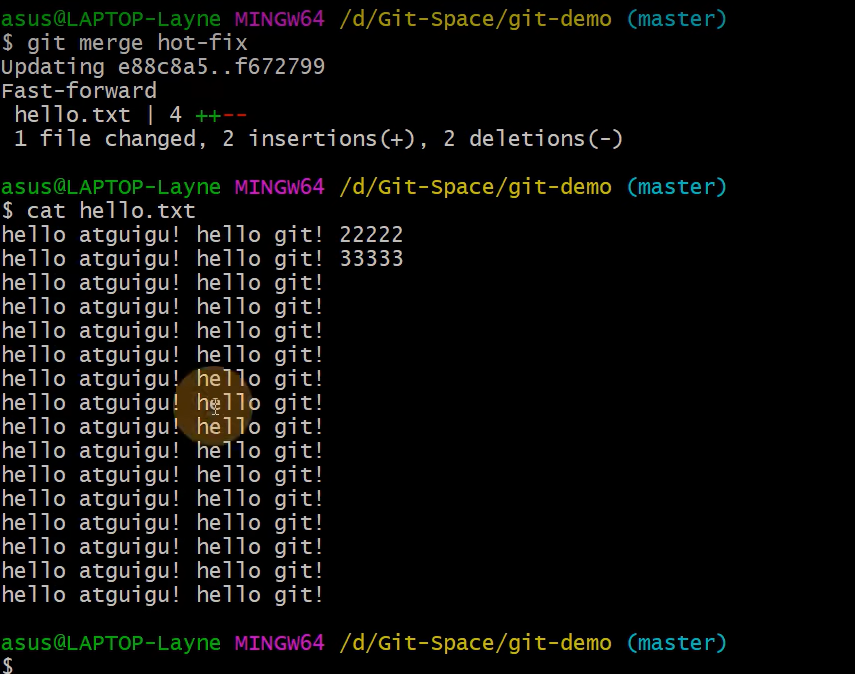 asus@LAPTOP-Layne MINGW64 /d/Git-Space/git-demo (master)
$ git merge hot-fix
Updating e88c8a5..f672799
Fast-forward
 hello.txt | 4 ++--
 1 file changed, 2 insertions(+), 2 deletions(-)

asus@LAPTOP-Layne MINGW64 /d/Git-Space/git-demo (master)
$ cat hello.txt
hello atguigu! hello git! 22222
hello atguigu! hello git! 33333
hello atguigu! hello git!
hello atguigu! hello git!
hello atguigu! hello git!
hello atguigu! hello git!
hello atguigu! hello git!
hello atguigu! hello git!
hello atguigu! hello git!
hello atguigu! hello git!
hello atguigu! hello git!
hello atguigu! hello git!
hello atguigu! hello git!
hello atguigu! hello git!
hello atguigu! hello git!
hello atguigu! hello git!

asus@LAPTOP-Layne MINGW64 /d/Git-Space/git-demo (master)
$